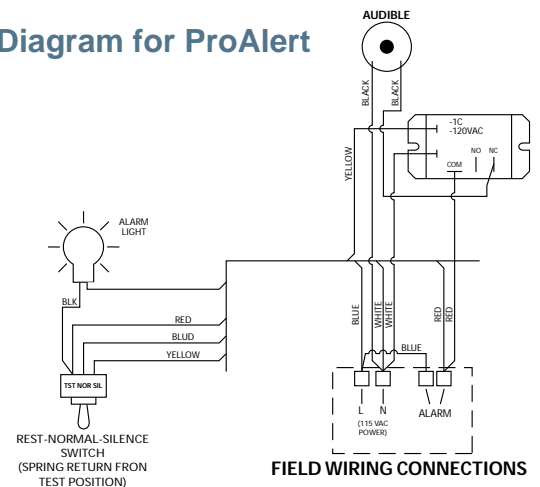 Diagram for ProAlert
AUDIBLE
BLACK
BLACK
-1C
-120VAC
NO NC
COM
YELLOW
ALARM
LIGHT
BLK
RED
BLUD
YELLOW
BLUE
WHITE
WHITE
RED
RED
BLUE
TST NOR SIL
L N
(115 VAC
POWER)
ALARM
REST-NORMAL-SILENCE
SWITCH
(SPRING RETURN FRON
TEST POSITION)
FIELD WIRING CONNECTIONS